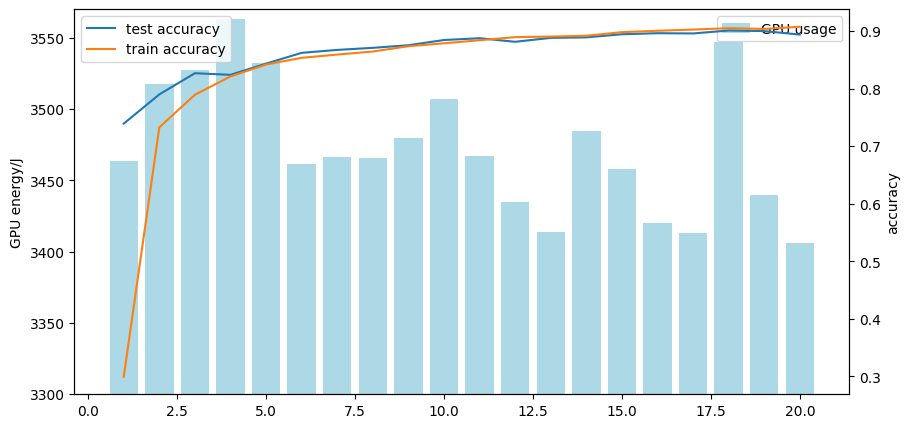 test accuracy
train accuracy
GPU usage
3550
3500
3450
3400
3350
3300
GPU energy/J
0.9
0.8
0.7
0.6
0.5
0.4
0.3
accuracy
0.0 2.5 5.0 7.5 10.0 12.5 15.0 17.5 20.0